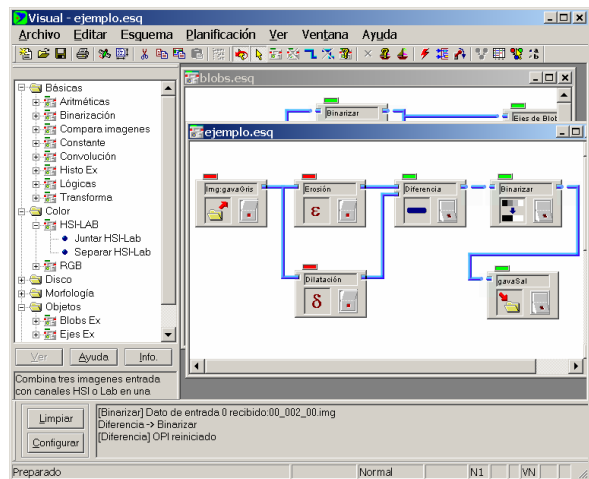 Visual - ejemplo.esq
Archivo Editar Esquema Planificación Ver Ventana Ayuda
blobs.esq
Binarizar
Ejes de Blot
ejemplo.esq
Básicas
Aritméticas
Binarización
Compara imagenes
Constante
Convolución
Histo Ex
Lógicas
Transforma
Color
HSI-LAB
Juntar HSI-Lab
Separar HSI-Lab
RGB
Disco
Morfología
Objetos
Blobs Ex
Ejes Ex
Img:gavaGris
Erosión
Diferencia
Binarizar
ε
Dilatación
δ
gavaSal
Ver Ayuda Info.
Combina tres imagenes entrada
con canales HSI o Lab en una
Limpiar
Configurar
[Binarizar] Dato de entrada 0 recibido:00_002_00.img
Diferencia -> Binarizar
[Diferencia] OPI reiniciado
Preparado Normal N1 VN